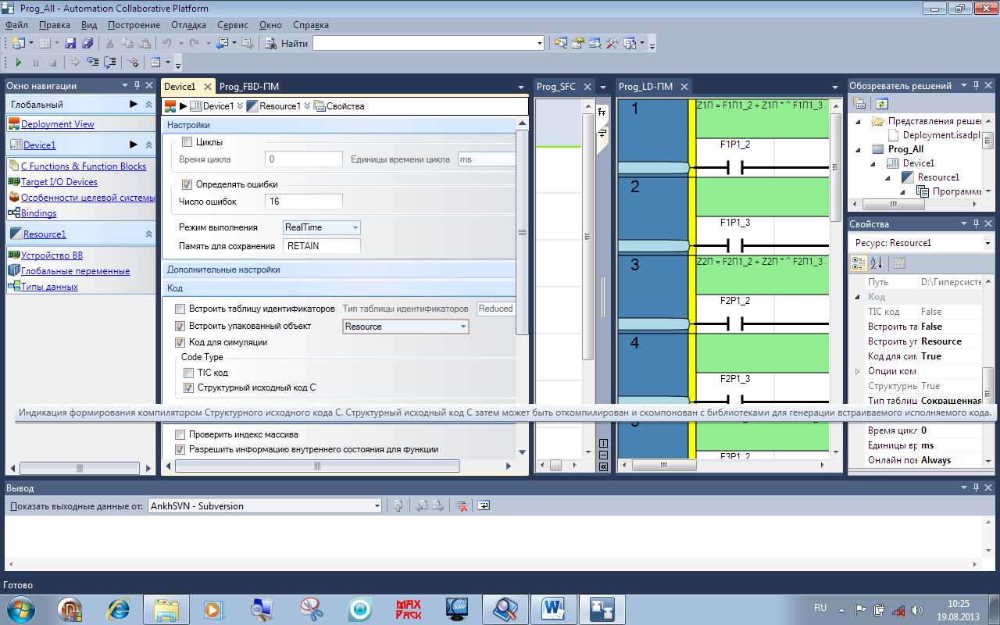 Prog_All - Automation Collaborative Platform
Файл Правка Вид Построение Отладка Сервис Окно Справка
Найти
Окно навигации
Глобальный
Deployment View
Device1
C Functions & Function Blocks
Target I/O Devices
Особенности целевой системы
Bindings
Resource1
Устройство ВВ
Глобальные переменные
Типы данных
Device1 Prog_FBD-ПМ
Device1 Resource1 Свойства
Настройки
Циклы
Время цикла 0 Единицы времени цикла ms
Определять ошибки
Число ошибок 16
Режим выполнения RealTime
Память для сохранения RETAIN
Дополнительные настройки
Код
Встроить таблицу идентификаторов Тип таблицы идентификаторов Reduced
Встроить упакованный объект Resource
Код для симуляции
Code Type
TIC код
Структурный исходный код C
Индикация формирования компилятором Структурного исходного кода C. Структурный исходный код C затем может быть откомпилирован и скомпонован с библиотеками для генерации встраиваемого исполняемого кода.
Проверить индекс массива
Разрешить информацию внутреннего состояния для функции
Prog_SFC
Prog_LD-ПМ
1 Z1П = F1П1_2 + Z1П * ^ F1П1_3
F1P1_2
2
F1P1_3
3 Z2П = F2П1_2 + Z2П * ^ F2П1_3
F2P1_2
4
F2P1_3
5
F3P1_2
Обозреватель решений
Представления реше
Deployment.isadpl
Prog_All
Device1
Resource1
Программы
Свойства
Ресурс: Resource1
Путь D:\Гиперсисте
Код
TIC код False
Встроить та False
Встроить уп Resource
Код для сим True
Опции ком
Структурнь True
Тип таблиц Сокращенная
Время цикл 0
Единицы вр ms
Онлайн пов Always
Вывод
Показать выходные данные от: AnkhSVN - Subversion
Готово
MAX Pack
KMP
W
RU
10:25
19.08.2013